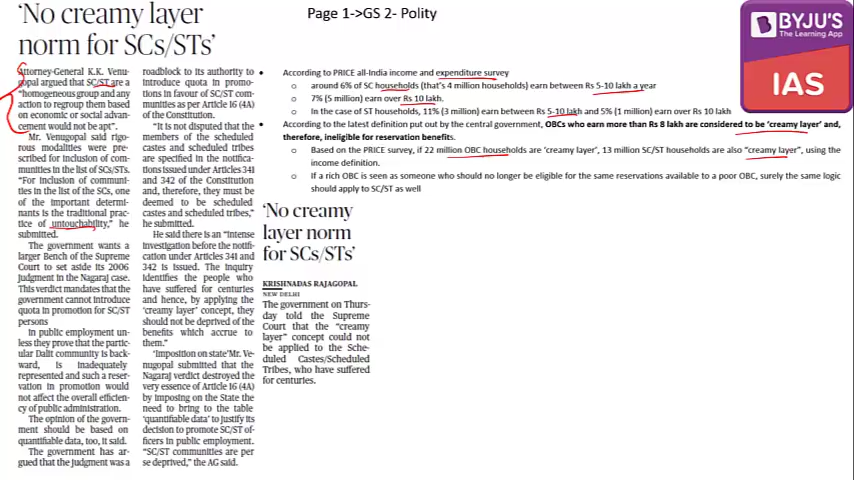 'No creamy layer
norm for SCs/STs'
Attorney-General K.K. Venu-
gopal argued that SC/ST are a
"homogeneous group and any
action to regroup them based
on economic or social advan-
cement would not be apt".
Mr. Venugopal said rigo-
rous modalities were pre-
scribed for inclusion of com-
munities in the list of SCs/STs.
"For inclusion of communit-
ies in the list of the SCs, one
of the important determi-
nants is the traditional prac-
tice of untouchability," he
submitted.
The government wants a
larger Bench of the Supreme
Court to set aside its 2006
judgment in the Nagaraj case.
This verdict mandates that the
government cannot introduce
quota in promotion for SC/ST
persons
In public employment un-
less they prove that the partic-
ular Dalit community is back-
ward, is inadequately
represented and such a reser-
vation in promotion would
not affect the overall efficien-
cy of public administration.
The opinion of the govern-
ment should be based on
quantifiable data, too, it said.
The government has ar-
gued that the judgment was a
roadblock to its authority to
introduce quota in promo-
tions in favour of SC/ST com-
munities as per Article 16 (4A)
of the Constitution.
"It is not disputed that the
members of the scheduled
castes and scheduled tribes
are specified in the notifica-
tions issued under Articles 341
and 342 of the Constitution
and, therefore, they must be
deemed to be scheduled
castes and scheduled tribes,"
he submitted.
He said there is an "intense
investigation before the notifi-
cation under Articles 341 and
342 is issued. The inquiry
identifies the people who
have suffered for centuries
and hence, by applying the
'creamy layer' concept, they
should not be deprived of the
benefits which accrue to
them."
'Imposition on state'Mr. Ve-
nugopal submitted that the
Nagaraj verdict destroyed the
very essence of Article 16 (4A)
by imposing on the State the
need to bring to the table
'quantifiable data' to justify its
decision to promote SC/ST of-
ficers in public employment.
"SC/ST communities are per
se deprived," the AG said.
Page 1->GS 2- Polity
• According to PRICE all-India income and expenditure survey
o around 6% of SC households (that's 4 million households) earn between Rs 5-10 lakh a year
o 7% (5 million) earn over Rs 10 lakh.
o In the case of ST households, 11% (3 million) earn between Rs 5-10 lakh and 5% (1 million) earn over Rs 10 lakh
• According to the latest definition put out by the central government, OBCs who earn more than Rs 8 lakh are considered to be 'creamy layer' and,
therefore, ineligible for reservation benefits.
o Based on the PRICE survey, if 22 million OBC households are 'creamy layer', 13 million SC/ST households are also "creamy layer", using the
income definition.
o If a rich OBC is seen as someone who should no longer be eligible for the same reservations available to a poor OBC, surely the same logic
should apply to SC/ST as well
'No creamy
layer norm
for SCs/STs'
KRISHNADAS RAJAGOPAL
NEW DELHI
The government on Thurs-
day told the Supreme
Court that the "creamy
layer" concept could not
be applied to the Sche-
duled Castes/Scheduled
Tribes, who have suffered
for centuries.
BYJU'S
The Learning App
IAS